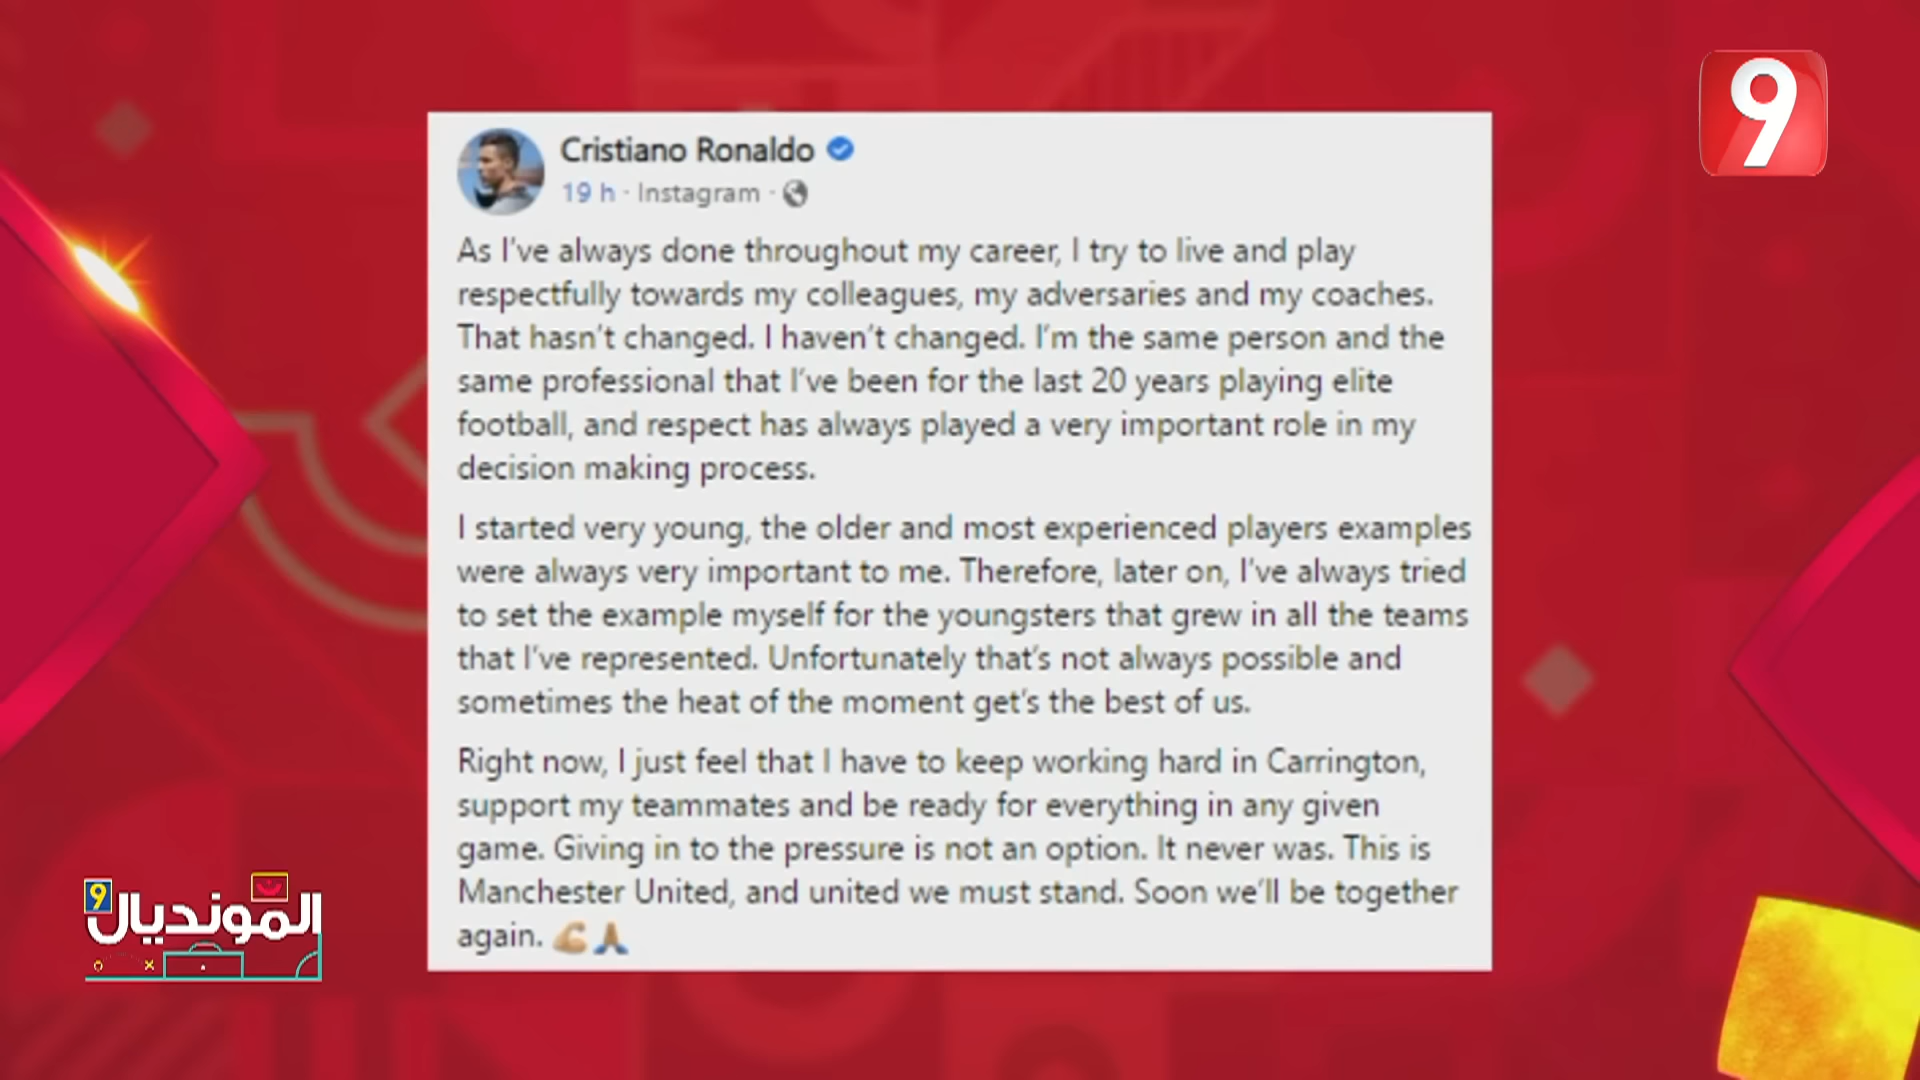 9
Cristiano Ronaldo
19 h · Instagram ·
As I've always done throughout my career, I try to live and play
respectfully towards my colleagues, my adversaries and my coaches.
That hasn't changed. I haven't changed. I'm the same person and the
same professional that I've been for the last 20 years playing elite
football, and respect has always played a very important role in my
decision making process.
I started very young, the older and most experienced players examples
were always very important to me. Therefore, later on, I've always tried
to set the example myself for the youngsters that grew in all the teams
that I've represented. Unfortunately that's not always possible and
sometimes the heat of the moment get's the best of us.
Right now, I just feel that I have to keep working hard in Carrington,
support my teammates and be ready for everything in any given
game. Giving in to the pressure is not an option. It never was. This is
Manchester United, and united we must stand. Soon we'll be together
again. 💪🏼🙏🏽
9
المونديال